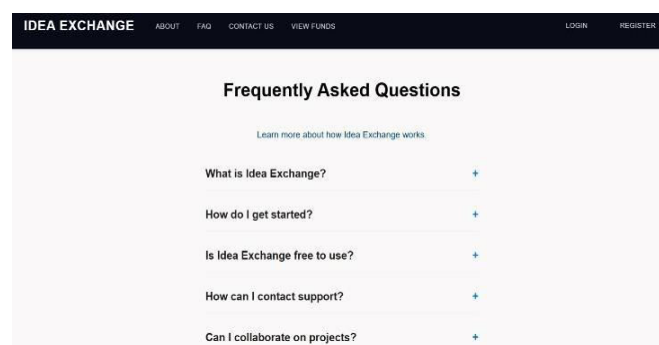 IDEA EXCHANGE ABOUT FAQ CONTACT US VIEW FUNDS LOGIN REGISTER
Frequently Asked Questions
Learn more about how Idea Exchange works
What is Idea Exchange? +
How do I get started? +
Is Idea Exchange free to use? +
How can I contact support? +
Can I collaborate on projects? +